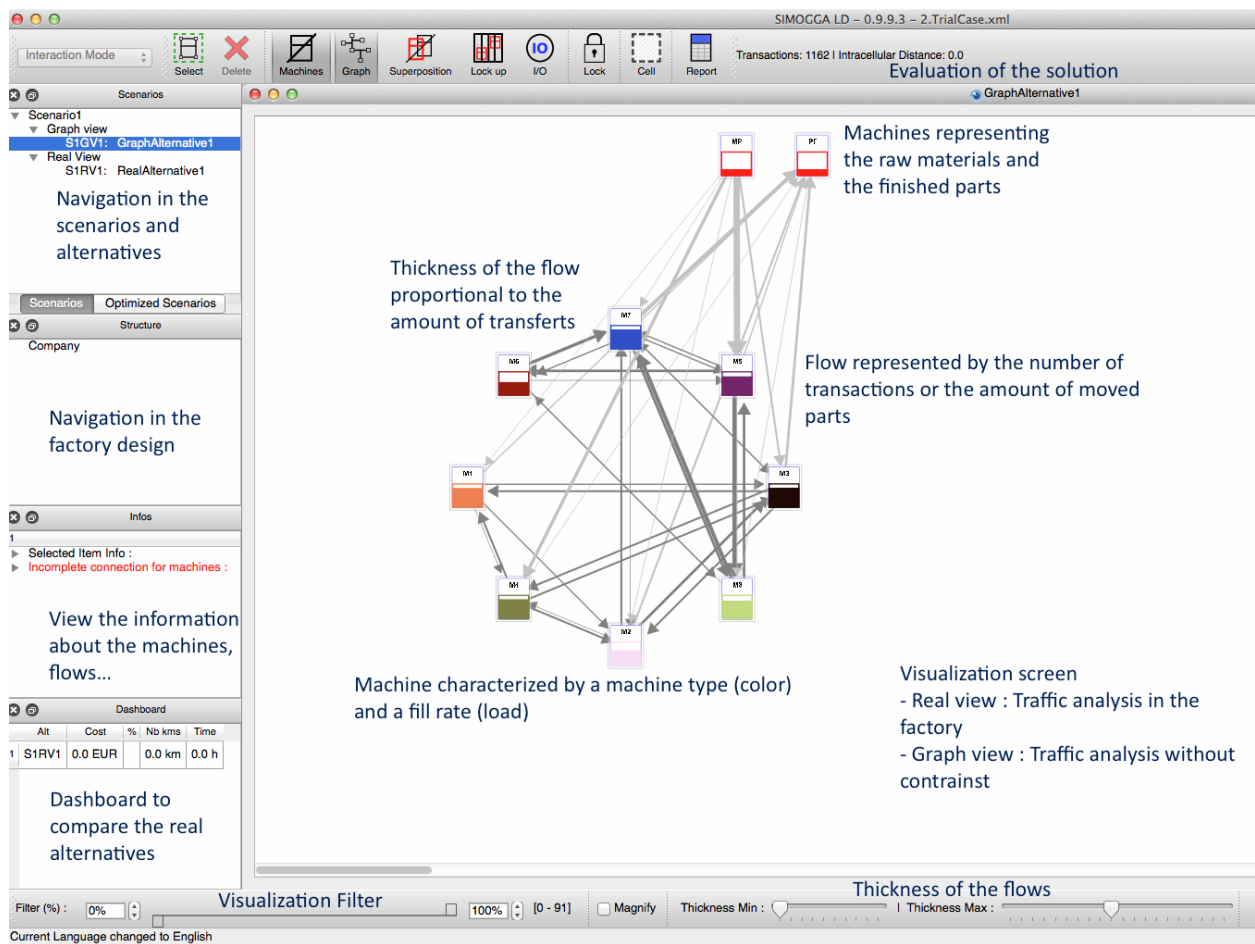 SIMOGGA LD - 0.9.9.3 - 2.TrialCase.xml
Interaction Mode
Select
Delete
Machines
Graph
Superposition
Lock up
IO
I/O
Lock
Cell
Report
Transactions: 1162 I Intracellular Distance: 0.0
Evaluation of the solution
Scenarios
GraphAlternative1
Scenario1
Graph view
S1GV1: GraphAlternative1
Real View
S1RV1: RealAlternative1
Navigation in the
scenarios and
alternatives
Scenarios
Optimized Scenarios
Structure
Company
Navigation in the
factory design
Infos
1
Selected Item Info :
Incomplete connection for machines :
View the information
about the machines,
flows...
Dashboard
Alt Cost % Nb kms Time
1 S1RV1 0.0 EUR 0.0 km 0.0 h
Dashboard to
compare the real
alternatives
MP
PF
Machines representing
the raw materials and
the finished parts
Thickness of the flow
proportional to the
amount of transferts
M7
M6
M5
Flow represented by the number of
transactions or the amount of moved
parts
M1
M3
M4
M8
M2
Machine characterized by a machine type (color)
and a fill rate (load)
Visualization screen
- Real view : Traffic analysis in the
factory
- Graph view : Traffic analysis without
contrainst
Filter (%) :
0%
Visualization Filter
100%
[0 - 91]
Magnify
Thickness of the flows
Thickness Min :
I Thickness Max :
Current Language changed to English